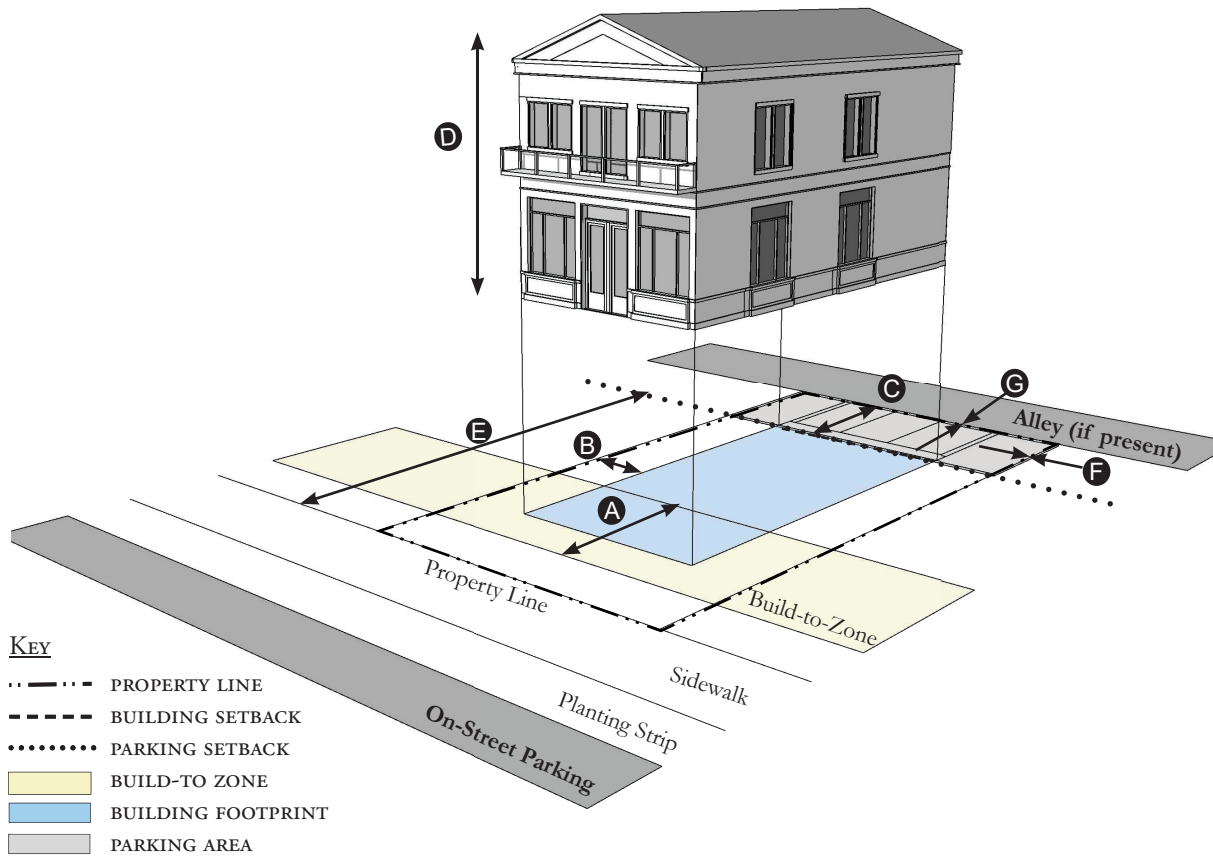 D
C
G
Alley (if present)
E
B
F
A
Property Line
Build-to-Zone
Sidewalk
Planting Strip
On-Street Parking
KEY
PROPERTY LINE
BUILDING SETBACK
PARKING SETBACK
BUILD-TO ZONE
BUILDING FOOTPRINT
PARKING AREA